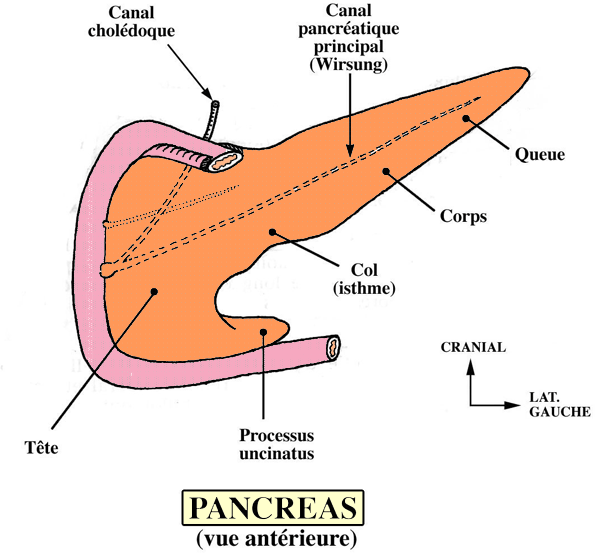 Canal
cholédoque
Canal
pancréatique
principal
(Wirsung)
Queue
Corps
Col
(isthme)
CRANIAL
LAT.
GAUCHE
Processus
uncinatus
Tête
PANCREAS
(vue antérieure)